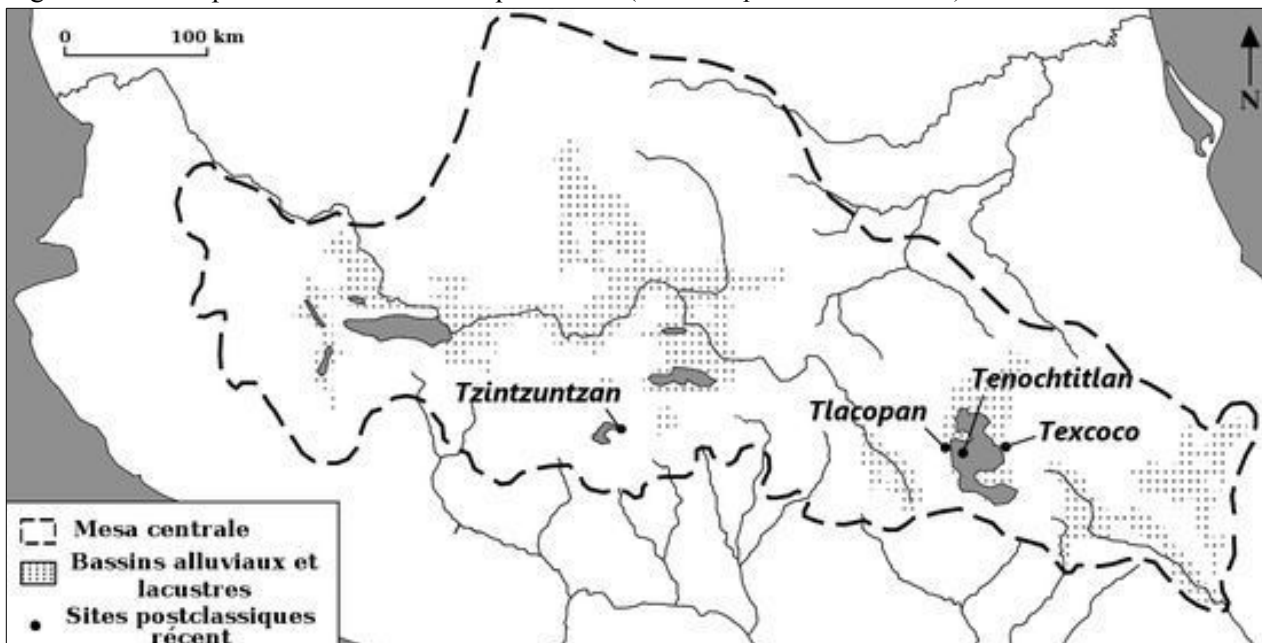 0 100 km
N
Tzintzuntzan
Tenochtitlan
Tlacopan
Texcoco
Mesa centrale
Bassins alluviaux et
lacustres
Sites postclassiques
récent